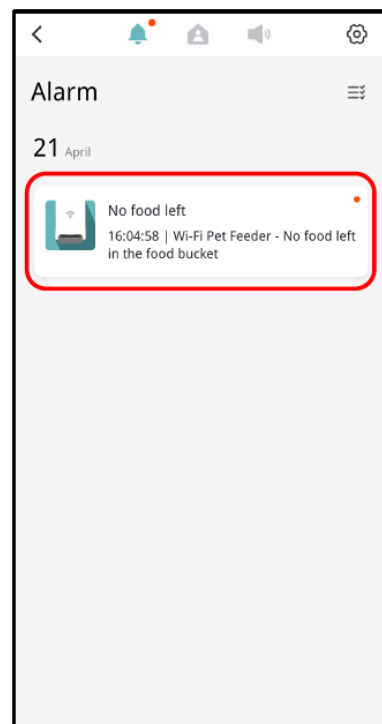 Alarm
21 April
No food left
16:04:58 | Wi-Fi Pet Feeder - No food left
in the food bucket